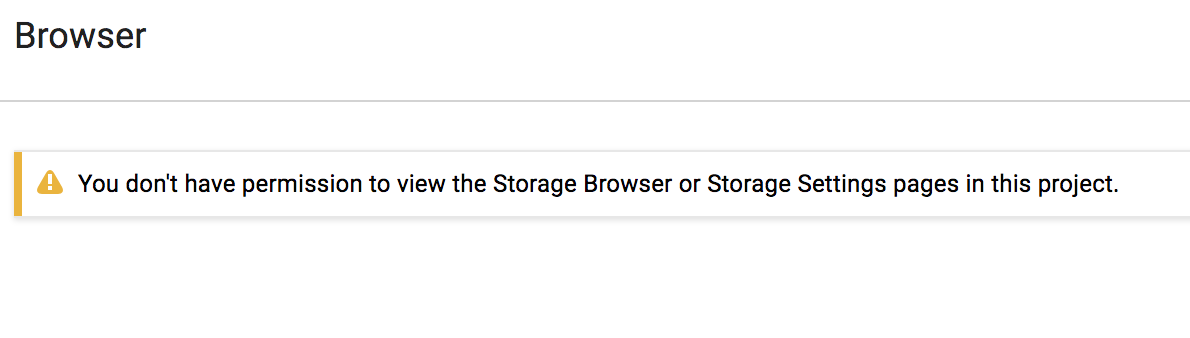 Browser
You don't have permission to view the Storage Browser or Storage Settings pages in this project.